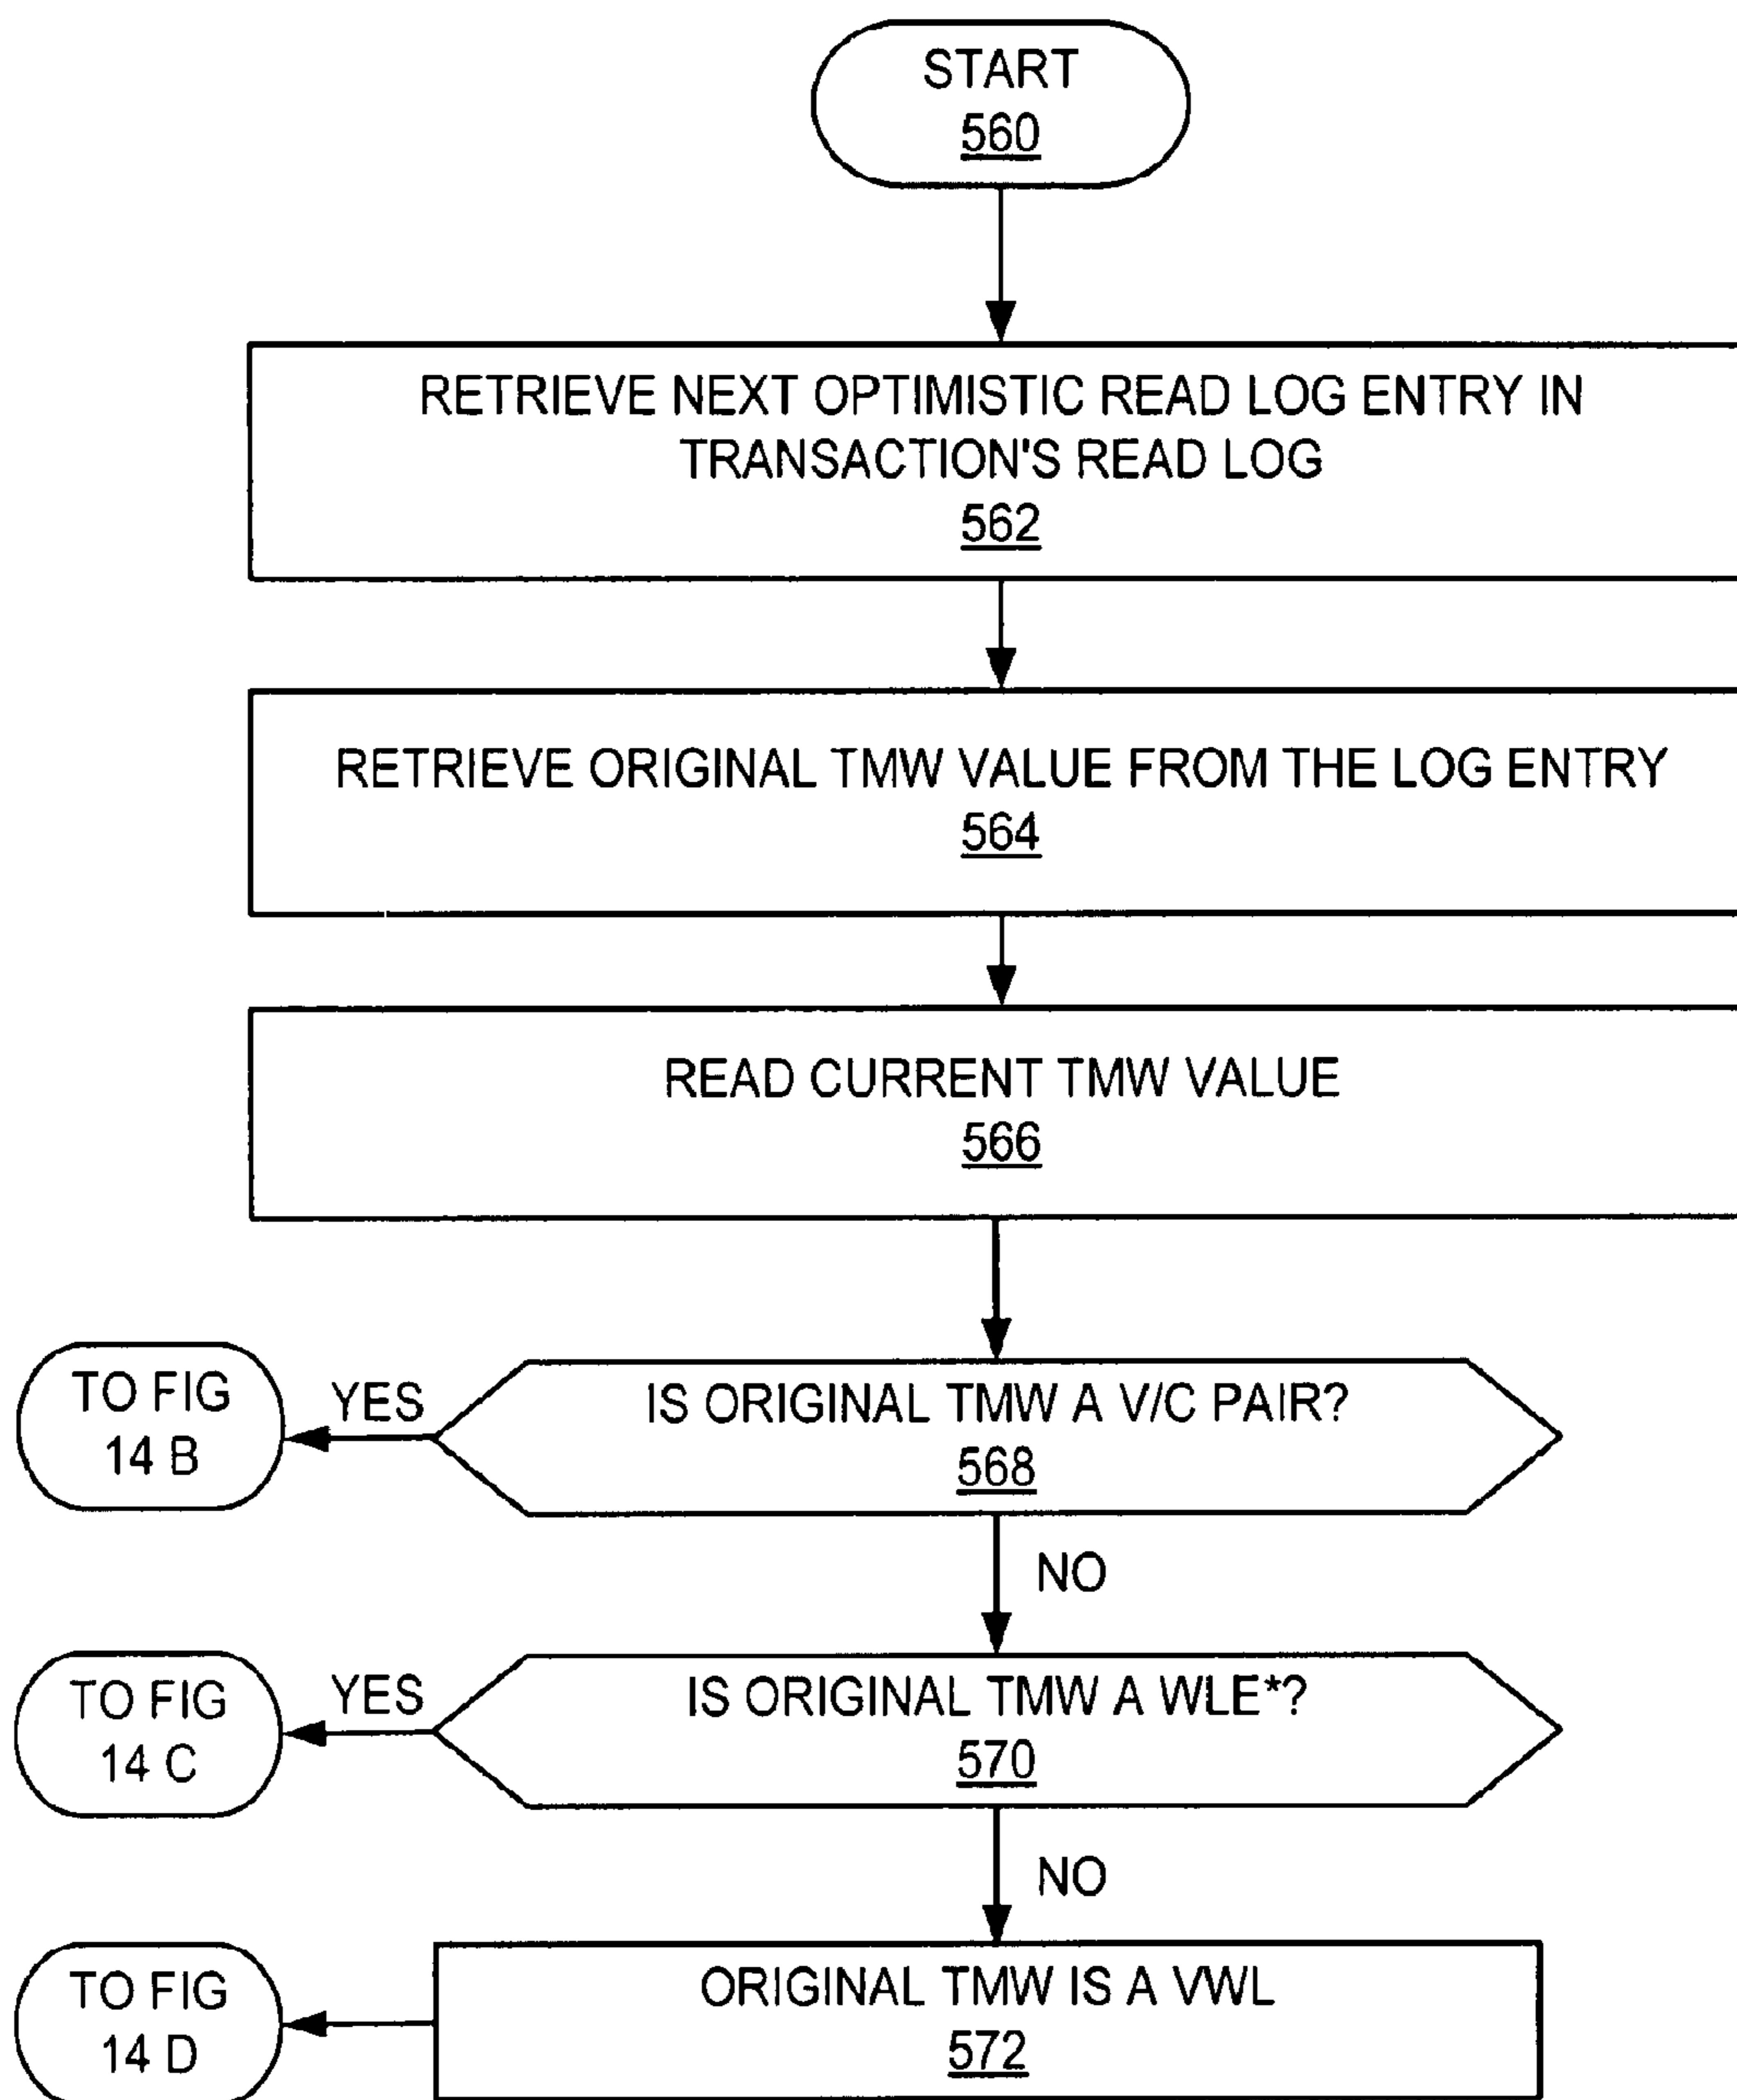 START
560
RETRIEVE NEXT OPTIMISTIC READ LOG ENTRY IN
TRANSACTION'S READ LOG
562
RETRIEVE ORIGINAL TMW VALUE FROM THE LOG ENTRY
564
READ CURRENT TMW VALUE
566
TO FIG
14 B
YES
IS ORIGINAL TMW A V/C PAIR?
568
NO
TO FIG
14 C
YES
IS ORIGINAL TMW A WLE*?
570
NO
TO FIG
14 D
ORIGINAL TMW IS A VWL
572